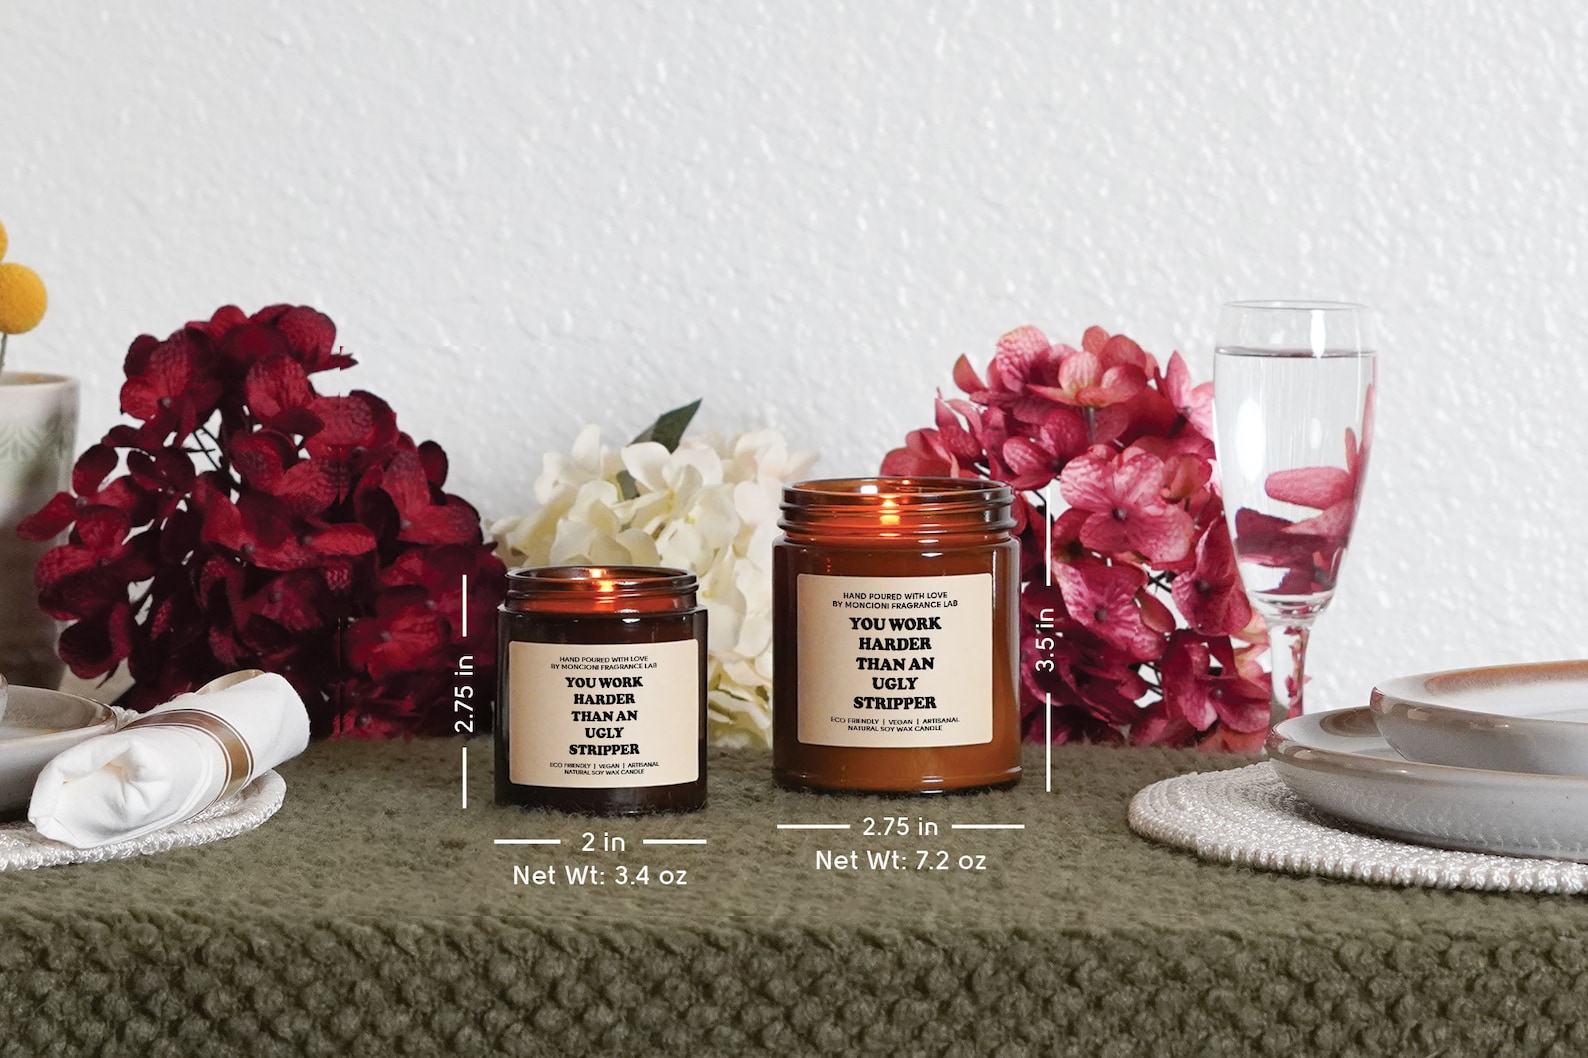 HAND POURED WITH LOVE
BY MONCIONI FRAGRANCE LAB
YOU WORK
HARDER
THAN AN
UGLY
STRIPPER
ECO FRIENDLY | VEGAN | ARTISANAL
NATURAL SOY WAX CANDLE
2.75 in
2 in
Net Wt: 3.4 oz
HAND POURED WITH LOVE
BY MONCIONI FRAGRANCE LAB
YOU WORK
HARDER
THAN AN
UGLY
STRIPPER
ECO FRIENDLY | VEGAN | ARTISANAL
NATURAL SOY WAX CANDLE
3.5 in
2.75 in
Net Wt: 7.2 oz